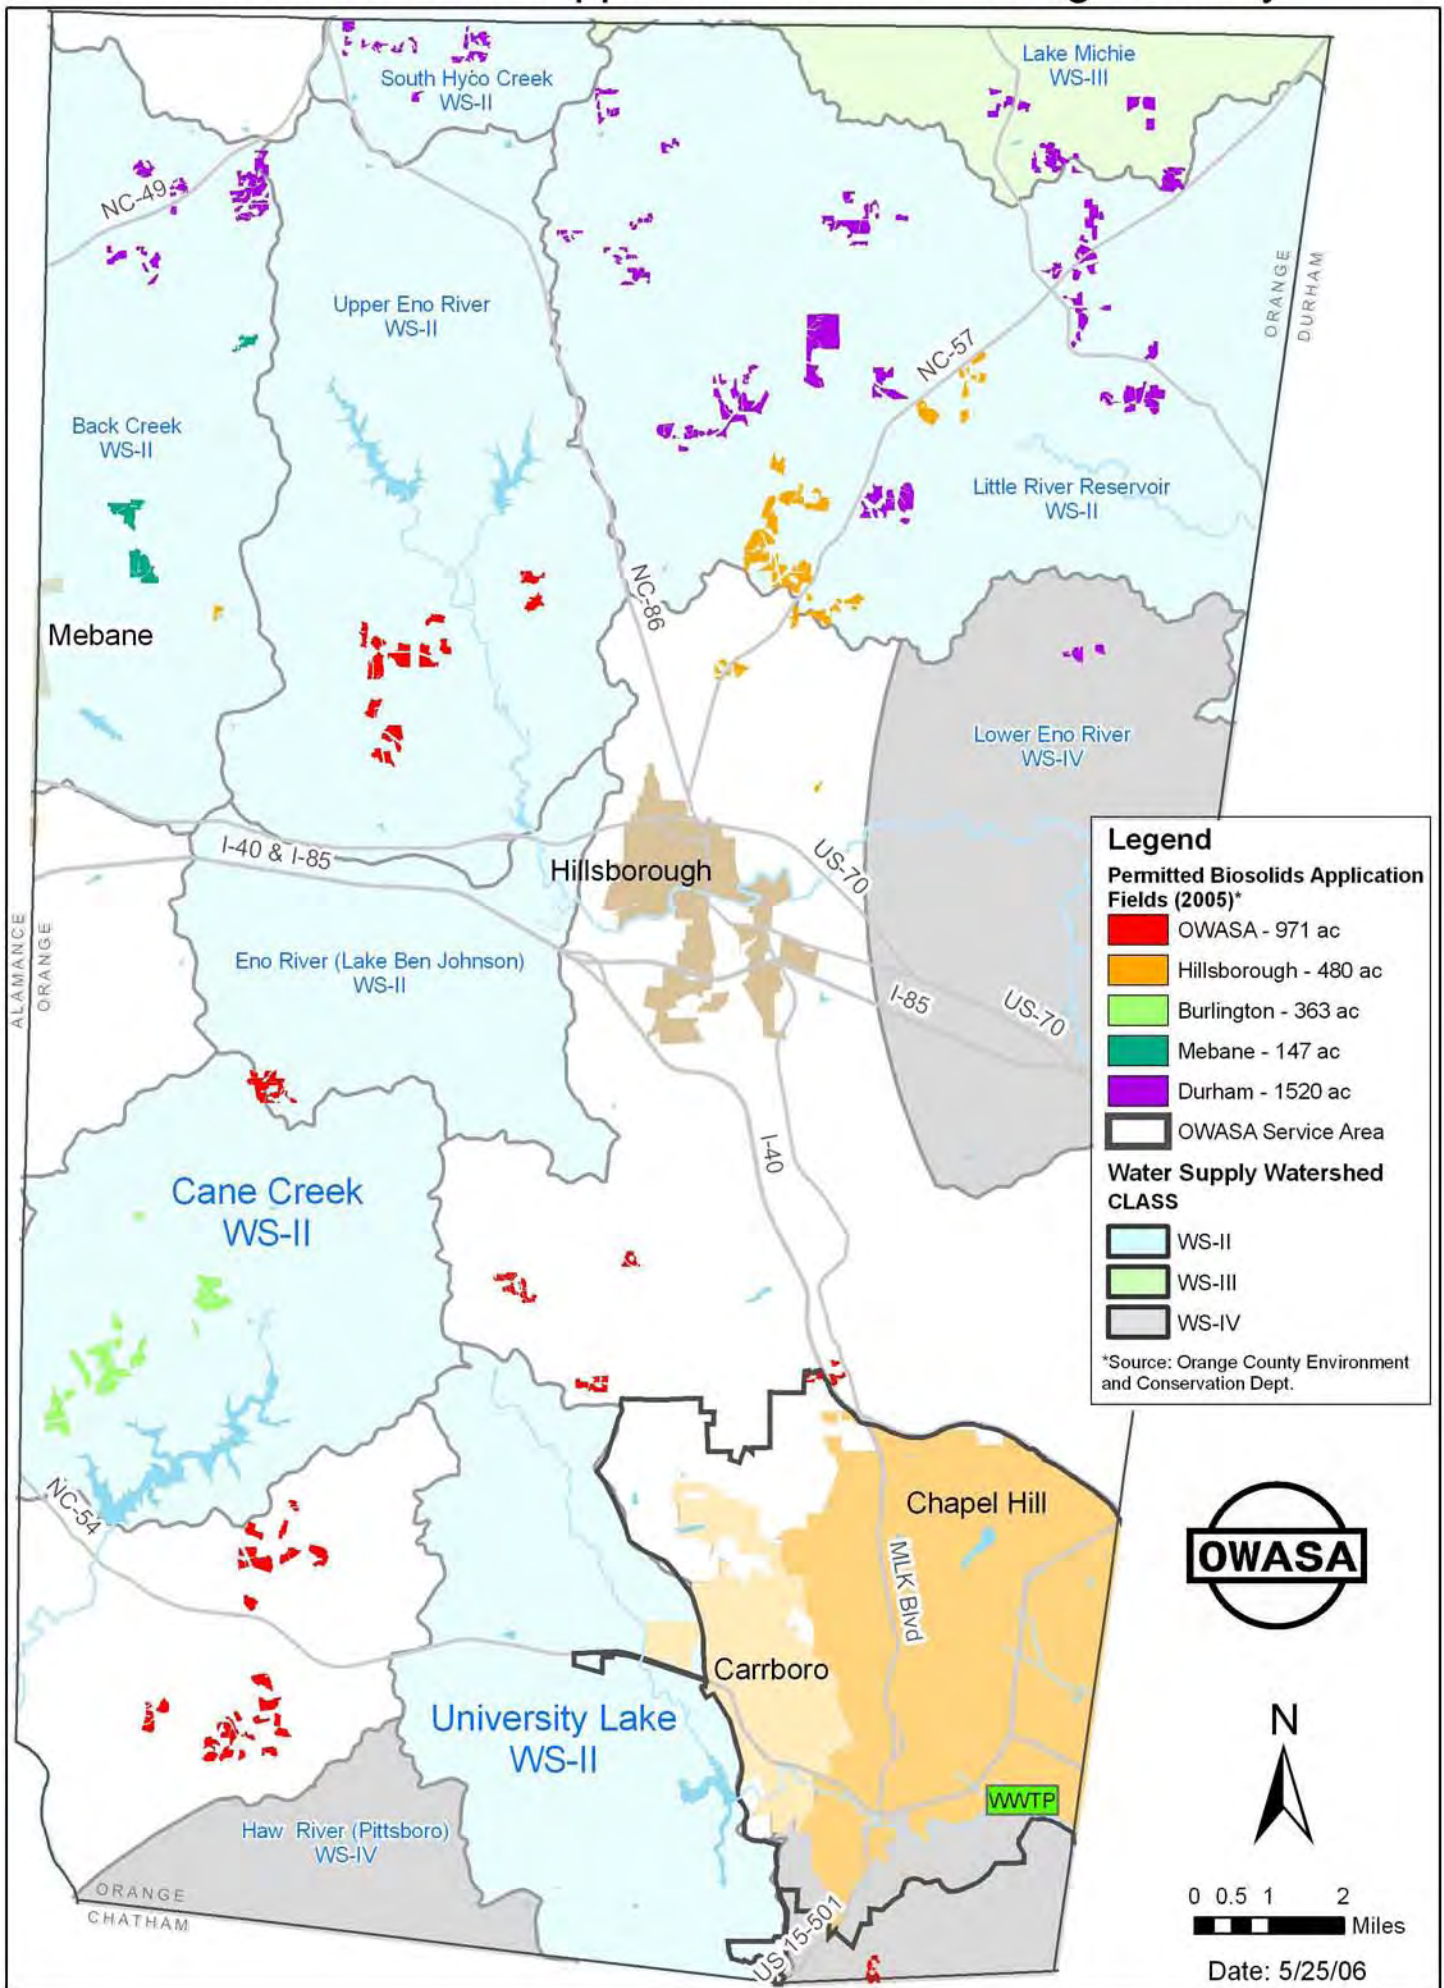 Lake Michie
WS-III
South Hyco Creek
WS-II
NC-49
ORANGE
DURHAM
Upper Eno River
WS-II
NC-57
Back Creek
WS-II
Little River Reservoir
WS-II
NC-86
Mebane
Lower Eno River
WS-IV
I-40 & I-85
Hillsborough
US-70
ALAMANCE
ORANGE
Eno River (Lake Ben Johnson)
WS-II
I-85
US-70
Legend
Permitted Biosolids Application
Fields (2005)*
OWASA - 971 ac
Hillsborough - 480 ac
Burlington - 363 ac
Mebane - 147 ac
Durham - 1520 ac
OWASA Service Area
Water Supply Watershed
CLASS
WS-II
WS-III
WS-IV
*Source: Orange County Environment
and Conservation Dept.
I-40
Cane Creek
WS-II
NC-54
Chapel Hill
MLK Blvd
OWASA
Carrboro
University Lake
WS-II
N
WWTP
Haw River (Pittsboro)
WS-IV
ORANGE
CHATHAM
US 15-501
0 0.5 1 2
Miles
Date: 5/25/06